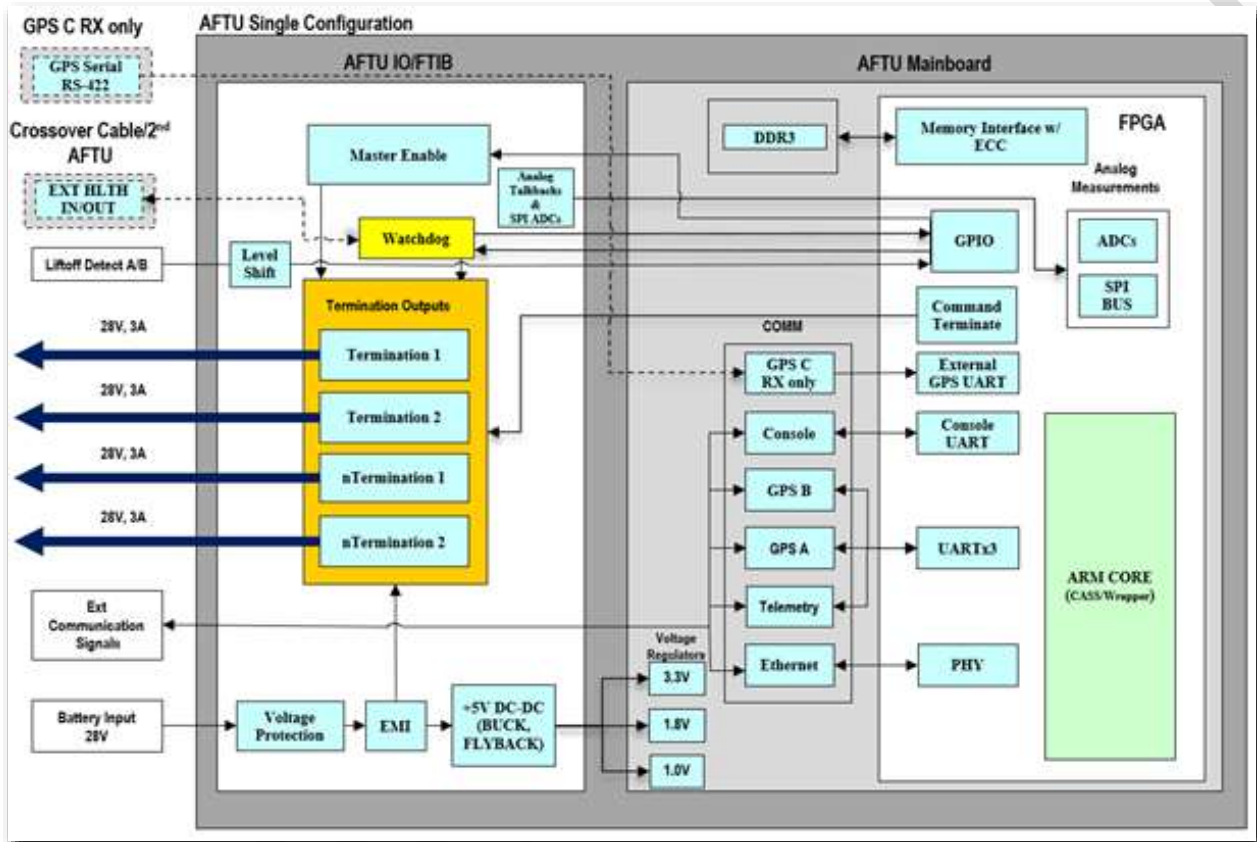 GPS C RX only
AFTU Single Configuration
GPS Serial
RS-422
AFTU IO/FTIB
AFTU Mainboard
Crossover Cable/2nd
AFTU
EXT HLTH
IN/OUT
Master Enable
Analog
Talkbacks
&
SPI ADCs
DDR3
Memory Interface w/
ECC
FPGA
Analog
Measurements
ADCs
SPI
BUS
Watchdog
GPIO
Liftoff Detect A/B
Level
Shift
Termination Outputs
Command
Terminate
28V, 3A
Termination 1
28V, 3A
Termination 2
28V, 3A
nTermination 1
28V, 3A
nTermination 2
COMM
GPS C
RX only
External
GPS UART
Console
Console
UART
GPS B
GPS A
UARTx3
Telemetry
Ethernet
PHY
ARM CORE
(CASS/Wrapper)
Ext
Communication
Signals
Voltage
Regulators
3.3V
1.8V
1.0V
Battery Input
28V
Voltage
Protection
EMI
+5V DC-DC
(BUCK,
FLYBACK)